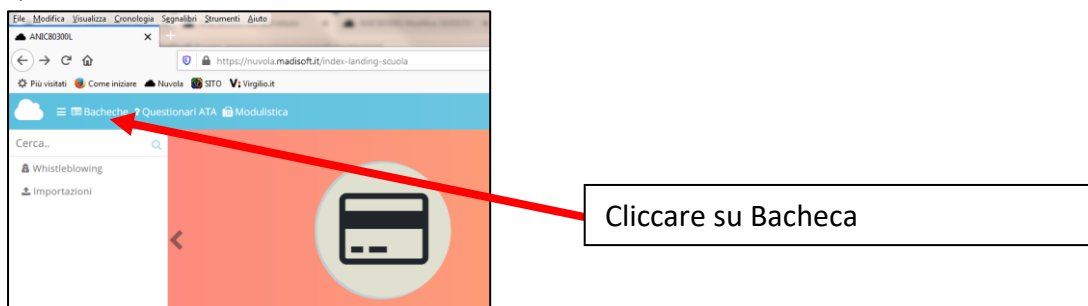 File Modifica Visualizza Cronologia Segnalibri Strumenti Aiuto
ANIC80300L
https://nuvola.madisoft.it/index-landing-scuola
Più visitati Come iniziare Nuvola SITO Virgilio.it
Bacheche ? Questionari ATA Modulistica
Cerca..
Whistleblowing
Importazioni
Cliccare su Bacheca